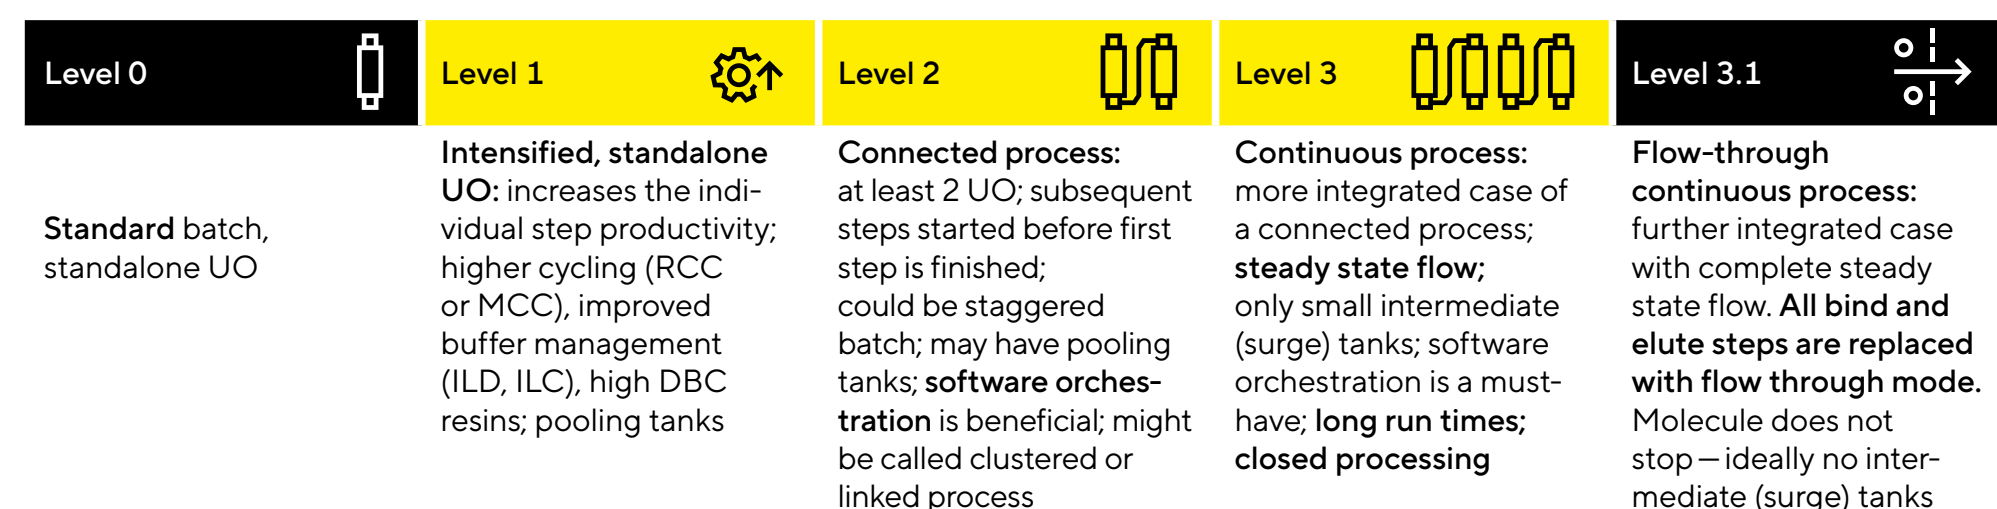 Level 0
Standard batch,
standalone UO
Level 1
Intensified, standalone
UO: increases the indi-
vidual step productivity;
higher cycling (RCC
or MCC), improved
buffer management
(ILD, ILC), high DBC
resins; pooling tanks
Level 2
Connected process:
at least 2 UO; subsequent
steps started before first
step is finished;
could be staggered
batch; may have pooling
tanks; software orches-
tration is beneficial; might
be called clustered or
linked process
Level 3
Continuous process:
more integrated case of
a connected process;
steady state flow;
only small intermediate
(surge) tanks; software
orchestration is a must-
have; long run times;
closed processing
Level 3.1
Flow-through
continuous process:
further integrated case
with complete steady
state flow. All bind and
elute steps are replaced
with flow through mode.
Molecule does not
stop – ideally no inter-
mediate (surge) tanks